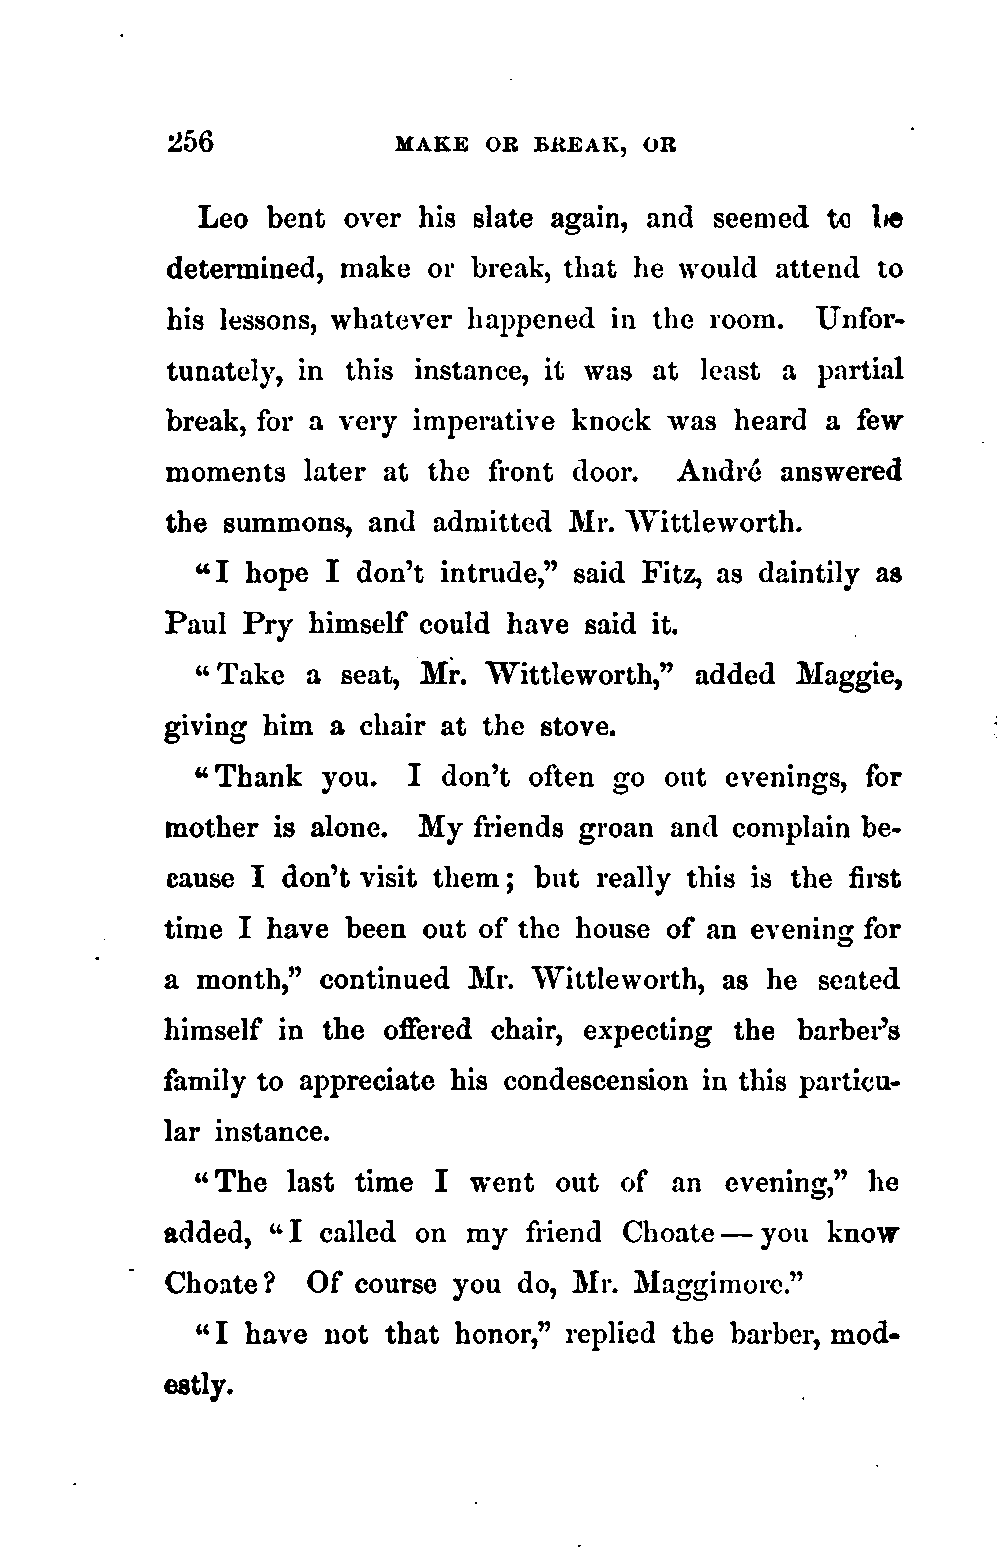 256 MAKE OR BREAK, OR
Leo bent over his slate again, and seemed to be
determined, make or break, that he would attend to
his lessons, whatever happened in the room. Unfor-
tunately, in this instance, it was at least a partial
break, for a very imperative knock was heard a few
moments later at the front door. André answered
the summons, and admitted Mr. Wittleworth.
“I hope I don’t intrude,” said Fitz, as daintily as
Paul Pry himself could have said it.
“Take a seat, Mr. Wittleworth,” added Maggie,
giving him a chair at the stove.
“Thank you. I don’t often go out evenings, for
mother is alone. My friends groan and complain be-
cause I don’t visit them; but really this is the first
time I have been out of the house of an evening for
a month,” continued Mr. Wittleworth, as he seated
himself in the offered chair, expecting the barber’s
family to appreciate his condescension in this particu-
lar instance.
“The last time I went out of an evening,” he
added, “I called on my friend Choate — you know
Choate? Of course you do, Mr. Maggimore.”
“I have not that honor,” replied the barber, mod-
estly.